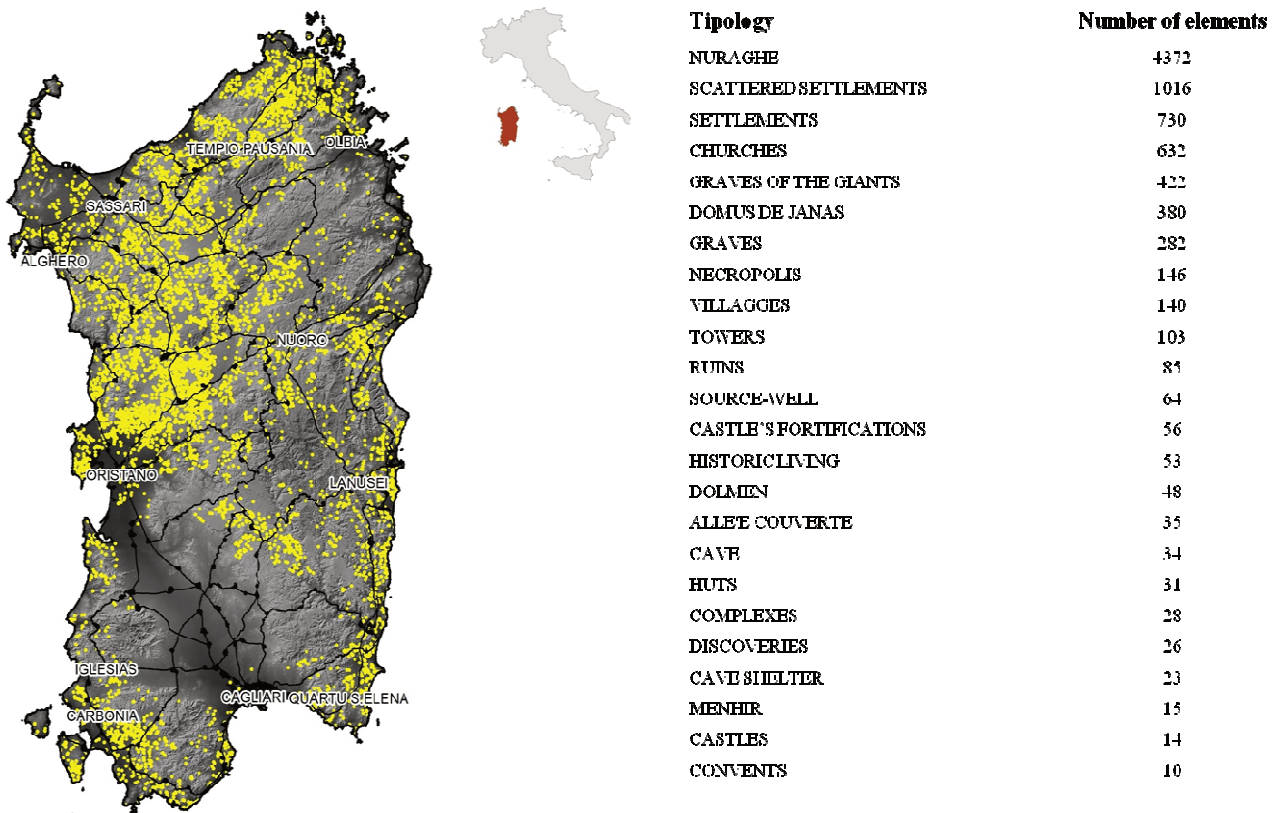 TEMPIO PAUSANIA
OLBIA
SASSARI
ALGHERO
NUORO
ORISTANO
LANUSEI
IGLESIAS
CAGLIARI
QUARTU S.ELENA
CARBONIA
Tipology Number of elements
NURAGHE 4372
SCATTERED SETTLEMENTS 1016
SETTLEMENTS 730
CHURCHES 632
GRAVES OF THE GIANTS 422
DOMUS DE JANAS 380
GRAVES 282
NECROPOLIS 146
VILLAGGES 140
TOWERS 103
RUINS 85
SOURCE-WELL 64
CASTLE'S FORTIFICATIONS 56
HISTORIC LIVING 53
DOLMEN 48
ALLE'E COUVERTE 35
CAVE 34
HUTS 31
COMPLEXES 28
DISCOVERIES 26
CAVE SHELTER 23
MENHIR 15
CASTLES 14
CONVENTS 10